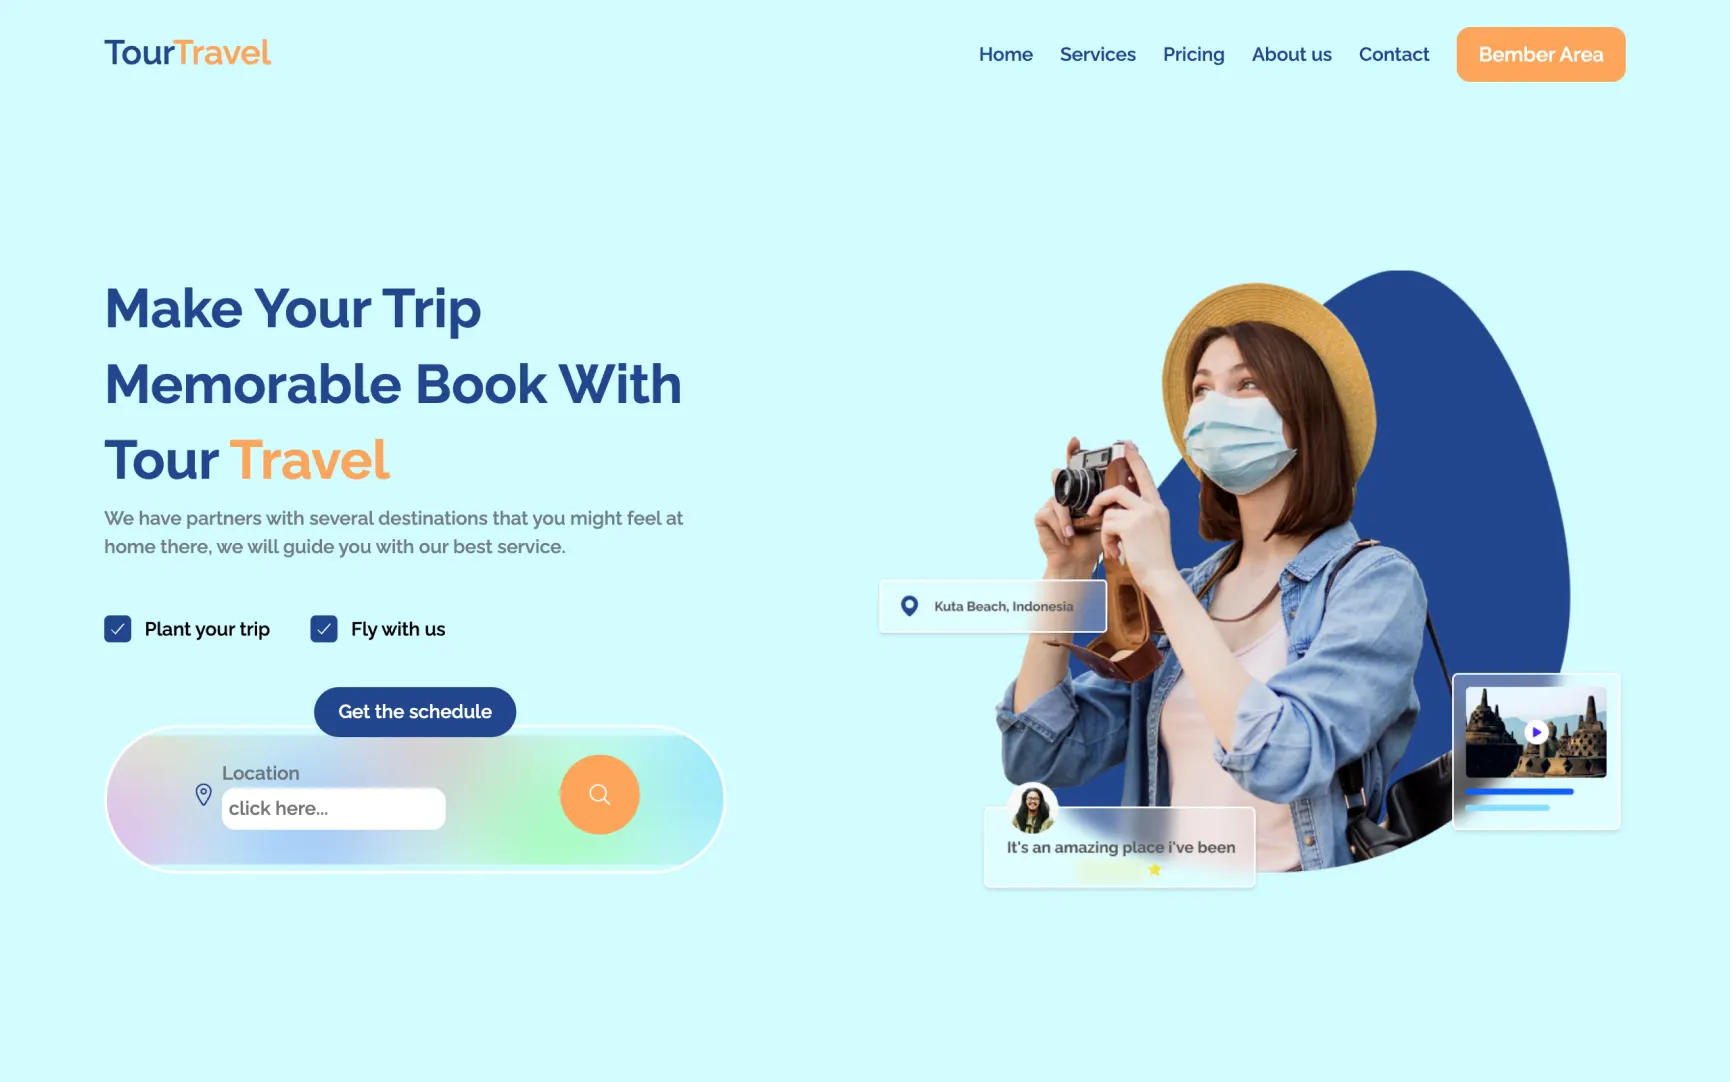 TourTravel
Home Services Pricing About us Contact Bember Area
Make Your Trip
Memorable Book With
Tour Travel
We have partners with several destinations that you might feel at
home there, we will guide you with our best service.
Plant your trip Fly with us
Get the schedule
Location
click here...
Kuta Beach, Indonesia
It's an amazing place i've been